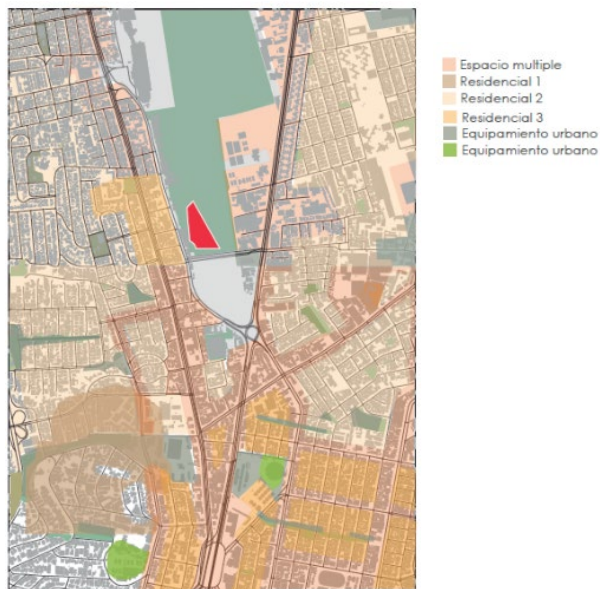 Espacio multiple
Residencial 1
Residencial 2
Residencial 3
Equipamiento urbano
Equipamiento urbano